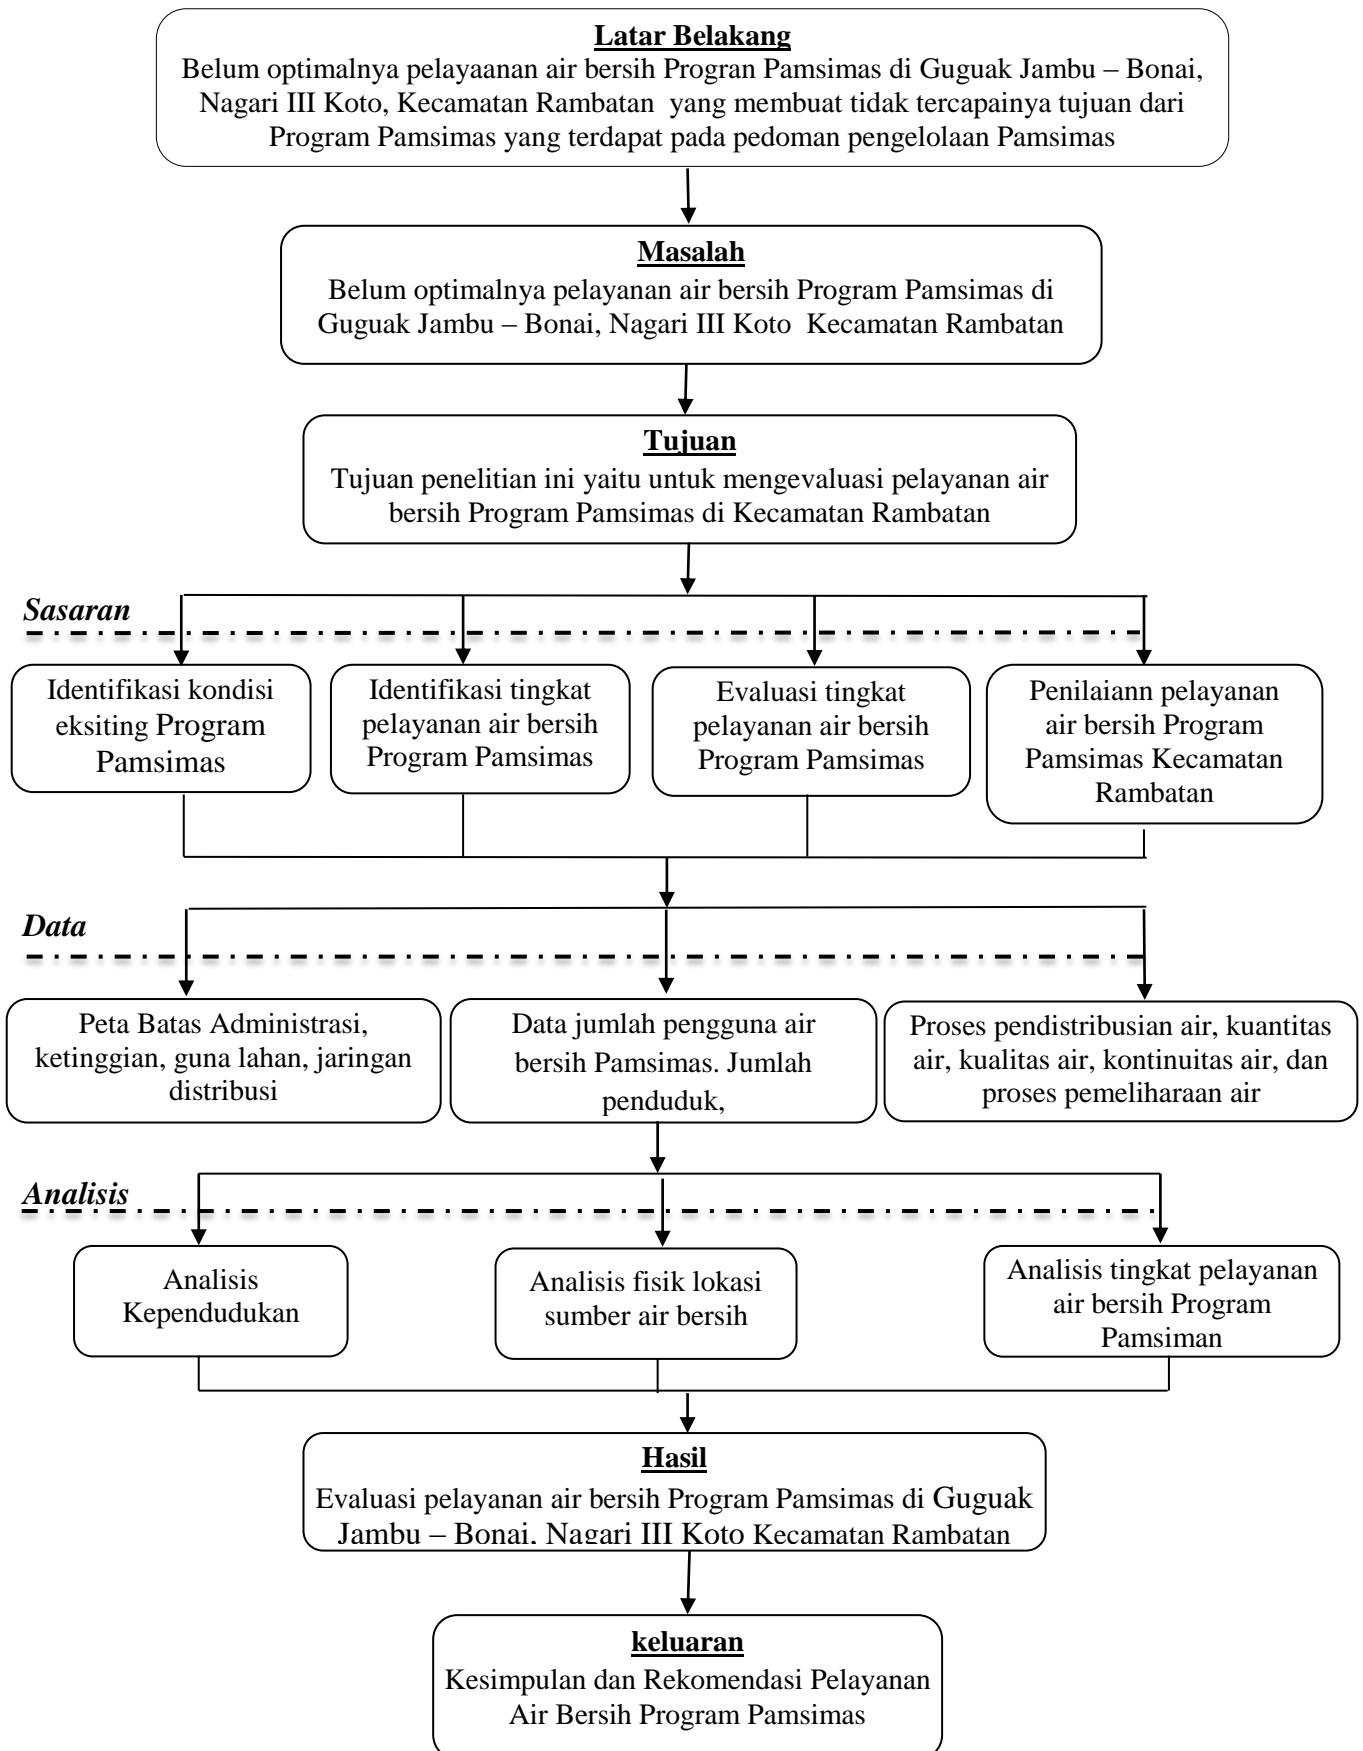 Latar Belakang
Belum optimalnya pelayaanan air bersih Progran Pamsimas di Guguak Jambu – Bonai,
Nagari III Koto, Kecamatan Rambatan yang membuat tidak tercapainya tujuan dari
Program Pamsimas yang terdapat pada pedoman pengelolaan Pamsimas
Masalah
Belum optimalnya pelayanan air bersih Program Pamsimas di
Guguak Jambu – Bonai, Nagari III Koto Kecamatan Rambatan
Tujuan
Tujuan penelitian ini yaitu untuk mengevaluasi pelayanan air
bersih Program Pamsimas di Kecamatan Rambatan
Sasaran
Identifikasi kondisi
eksiting Program
Pamsimas
Identifikasi tingkat
pelayanan air bersih
Program Pamsimas
Evaluasi tingkat
pelayanan air bersih
Program Pamsimas
Penilaiann pelayanan
air bersih Program
Pamsimas Kecamatan
Rambatan
Data
Peta Batas Administrasi,
ketinggian, guna lahan, jaringan
distribusi
Data jumlah pengguna air
bersih Pamsimas. Jumlah
penduduk,
Proses pendistribusian air, kuantitas
air, kualitas air, kontinuitas air, dan
proses pemeliharaan air
Analisis
Analisis
Kependudukan
Analisis fisik lokasi
sumber air bersih
Analisis tingkat pelayanan
air bersih Program
Pamsiman
Hasil
Evaluasi pelayanan air bersih Program Pamsimas di Guguak
Jambu – Bonai, Nagari III Koto Kecamatan Rambatan
keluaran
Kesimpulan dan Rekomendasi Pelayanan
Air Bersih Program Pamsimas